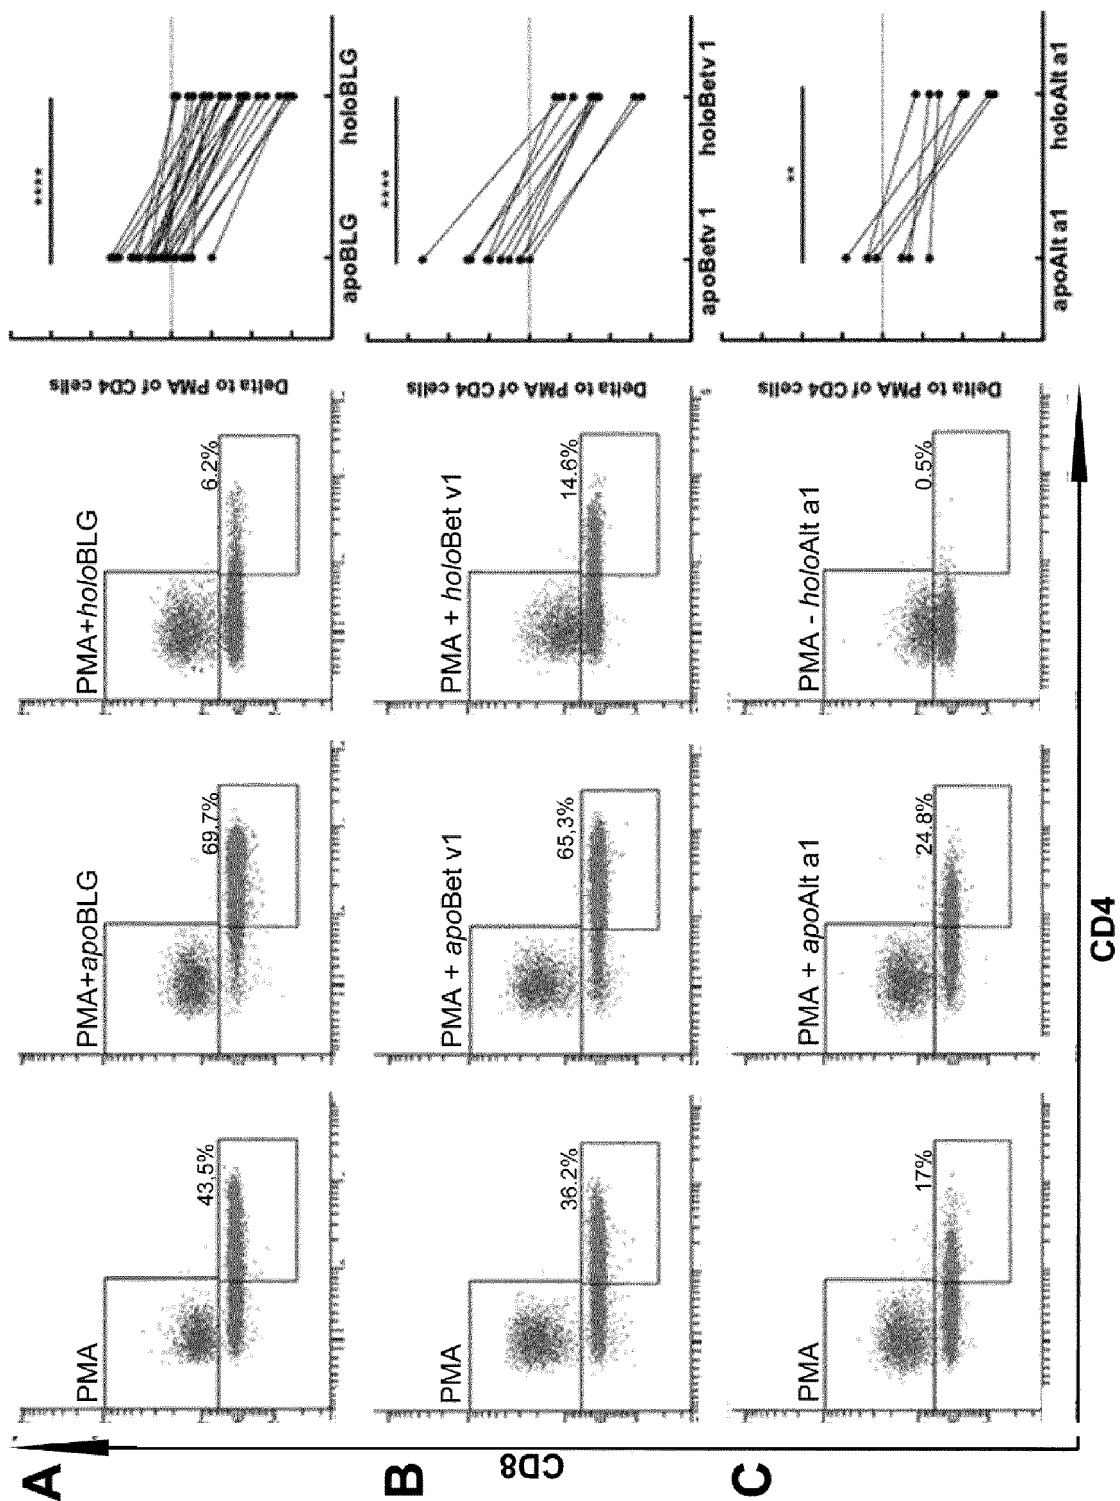 A
PMA
43,5%
PMA+apoBLG
69.7%
PMA+holoBLG
6.2%
Delta to PMA of CD4 cells
****
apoBLG
holoBLG
B
PMA
36.2%
PMA + apoBet v1
65,3%
PMA + holoBet v1
14.6%
Delta to PMA of CD4 cells
****
apoBetv 1
holoBetv 1
C
PMA
17%
PMA + apoAlt a1
24.8%
PMA - holoAlt a1
0.5%
Delta to PMA of CD4 cells
**
apoAlt a1
holoAlt a1
CD8
CD4